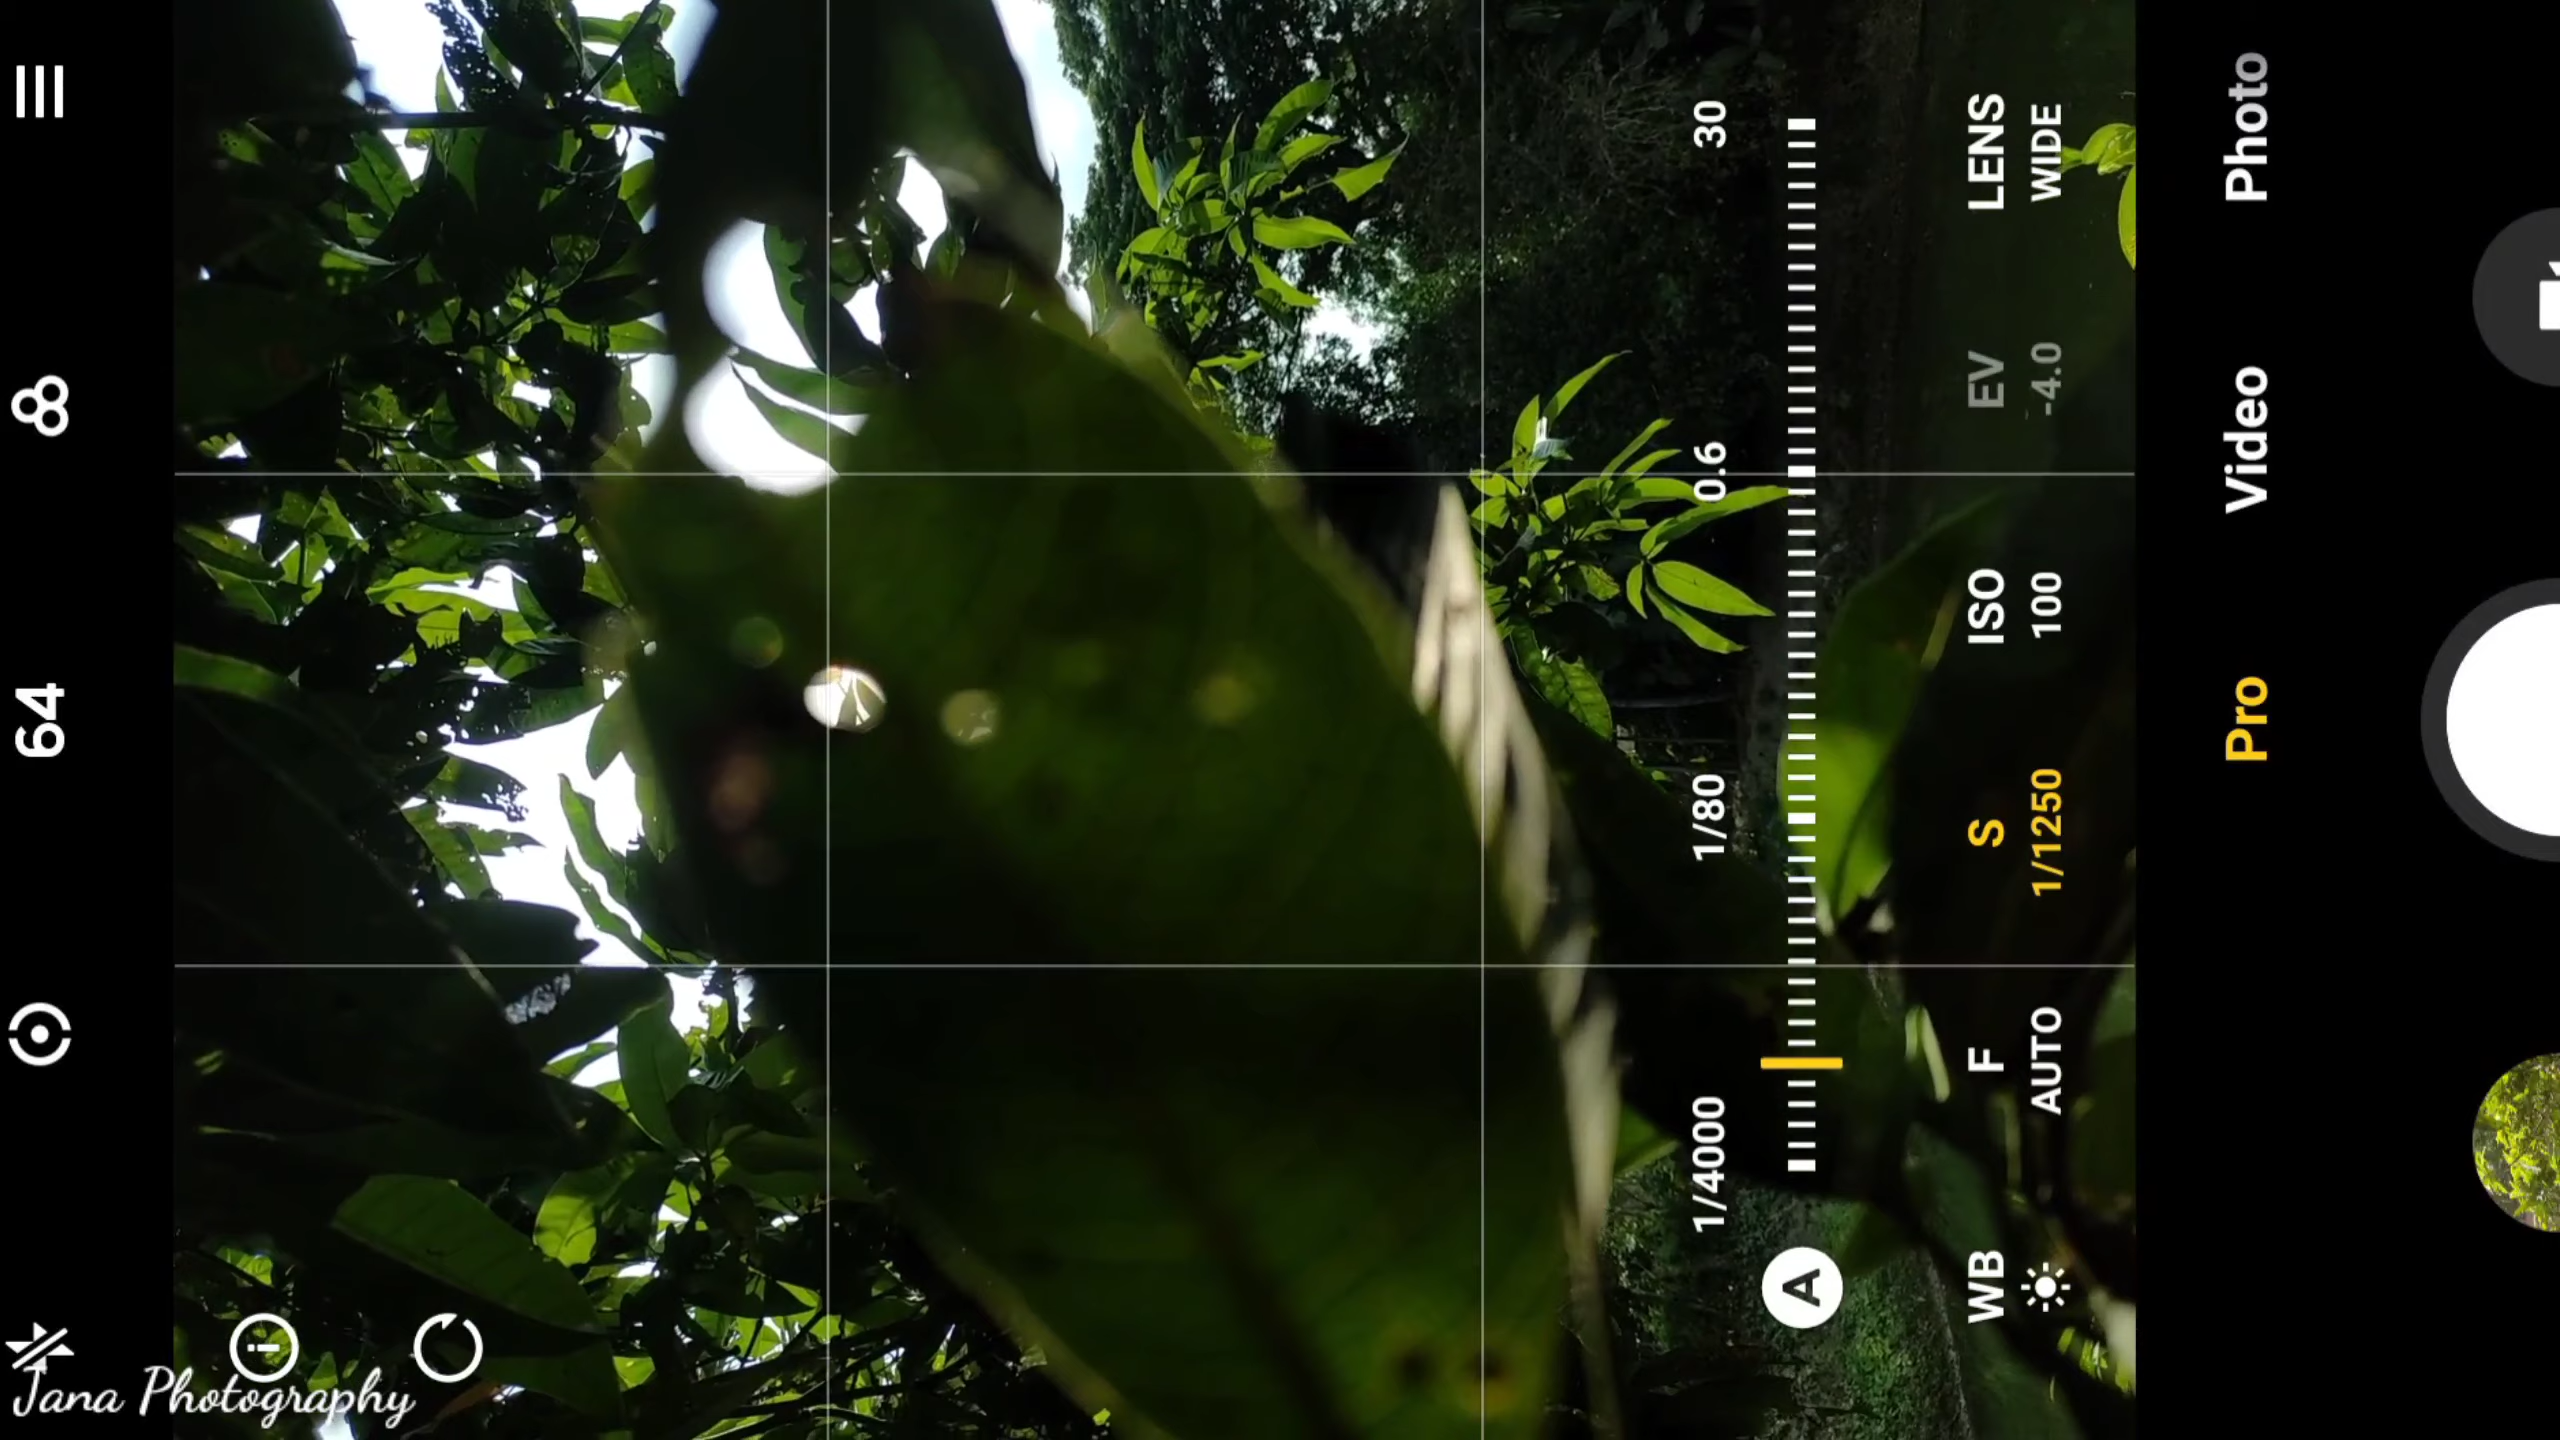 64
30
0.6
1/80
1/4000
A
WB
F
AUTO
S
1/1250
ISO
100
EV
-4.0
LENS
WIDE
Pro
Video
Photo
Jana Photography